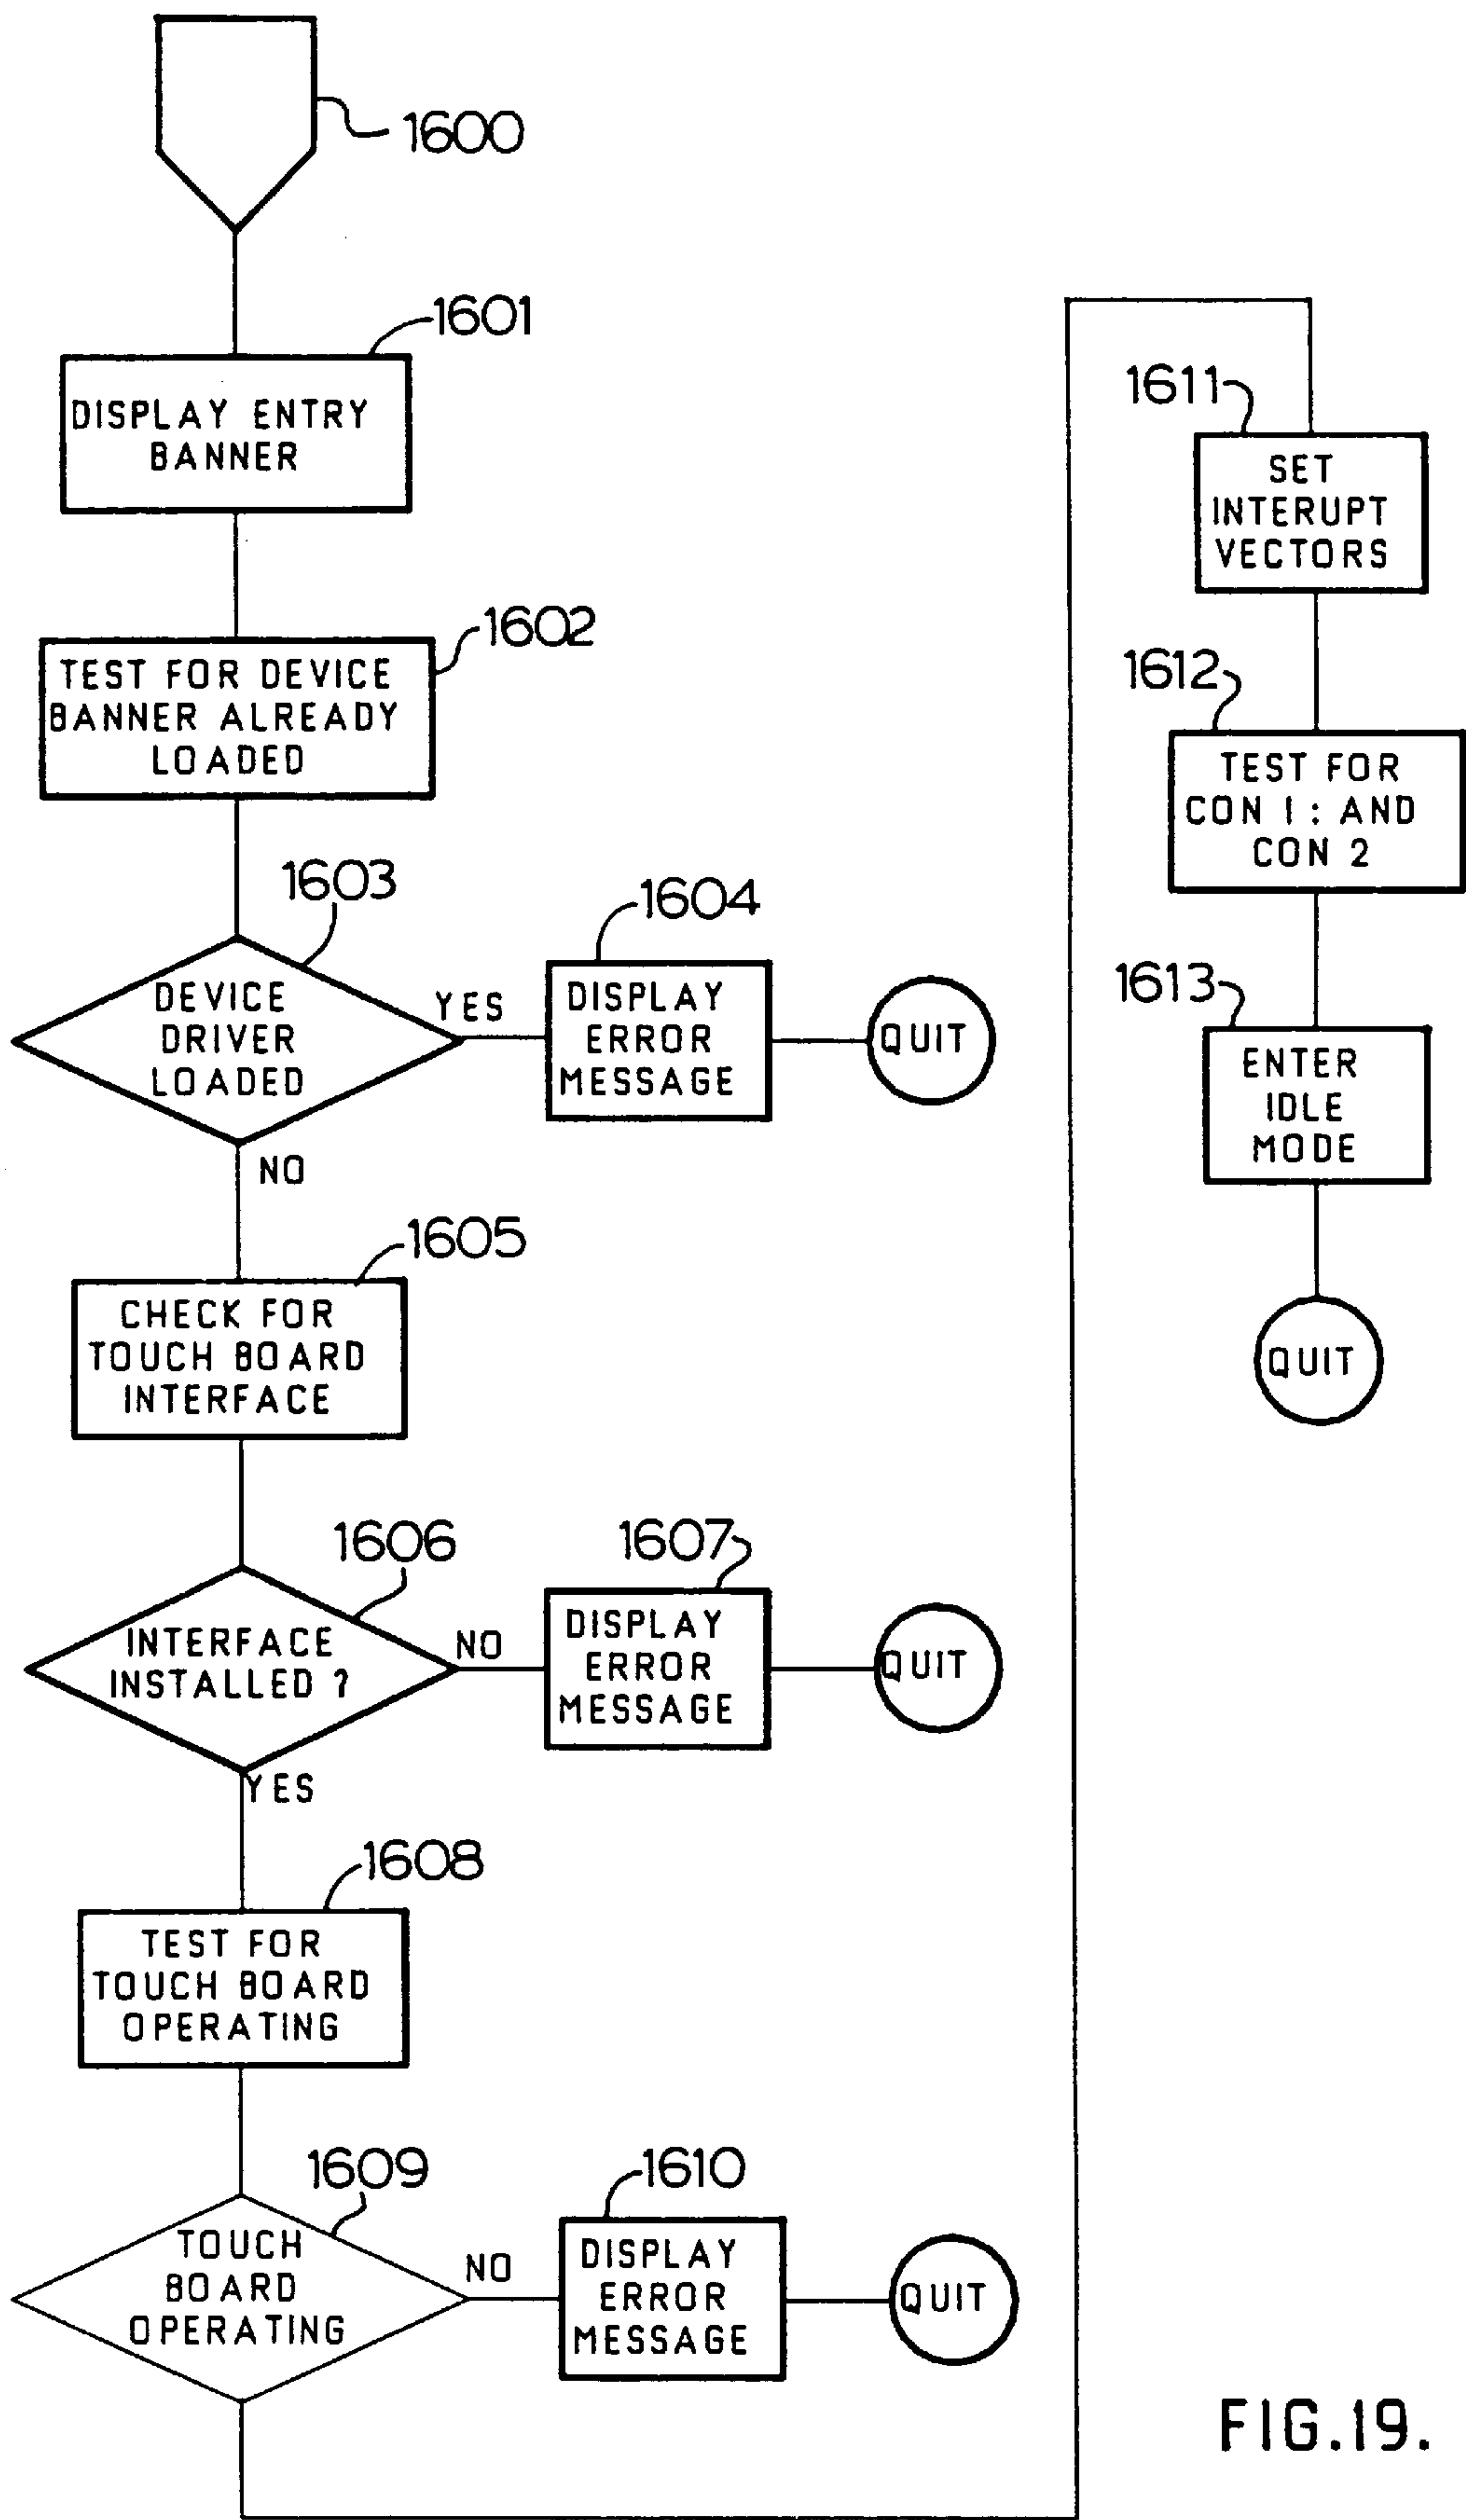 1600
1601
DISPLAY ENTRY
BANNER
1602
TEST FOR DEVICE
BANNER ALREADY
LOADED
1603
DEVICE
DRIVER
LOADED
YES
1604
DISPLAY
ERROR
MESSAGE
QUIT
NO
1605
CHECK FOR
TOUCH BOARD
INTERFACE
1606
INTERFACE
INSTALLED ?
NO
1607
DISPLAY
ERROR
MESSAGE
QUIT
YES
1608
TEST FOR
TOUCH BOARD
OPERATING
1609
TOUCH
BOARD
OPERATING
NO
1610
DISPLAY
ERROR
MESSAGE
QUIT
1611
SET
INTERUPT
VECTORS
1612
TEST FOR
CON 1 : AND
CON 2
1613
ENTER
IDLE
MODE
QUIT
FIG.19.